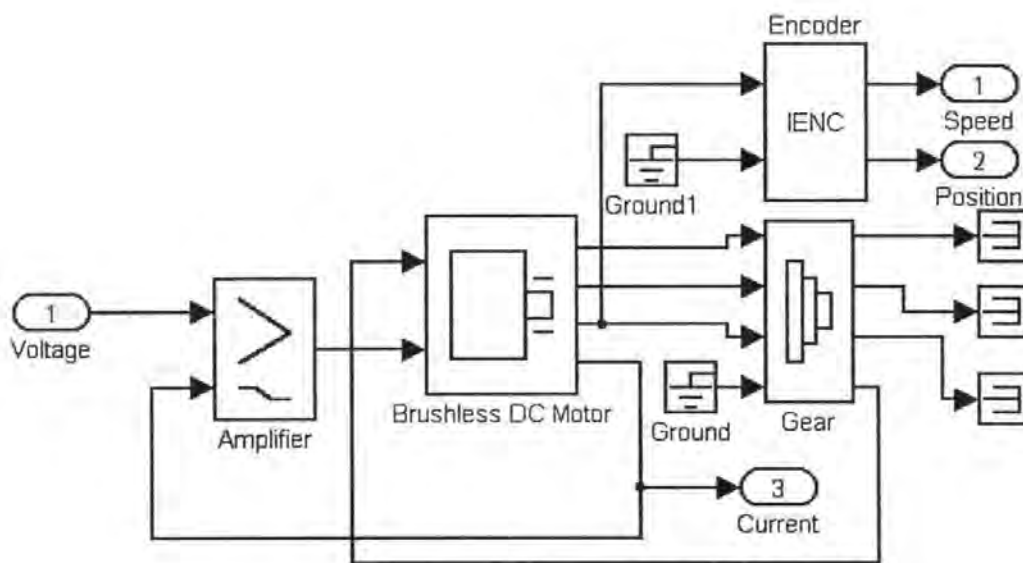 Encoder
IENC
1
Speed
2
Position
Ground1
1
Voltage
Amplifier
Brushless DC Motor
Ground
Gear
3
Current